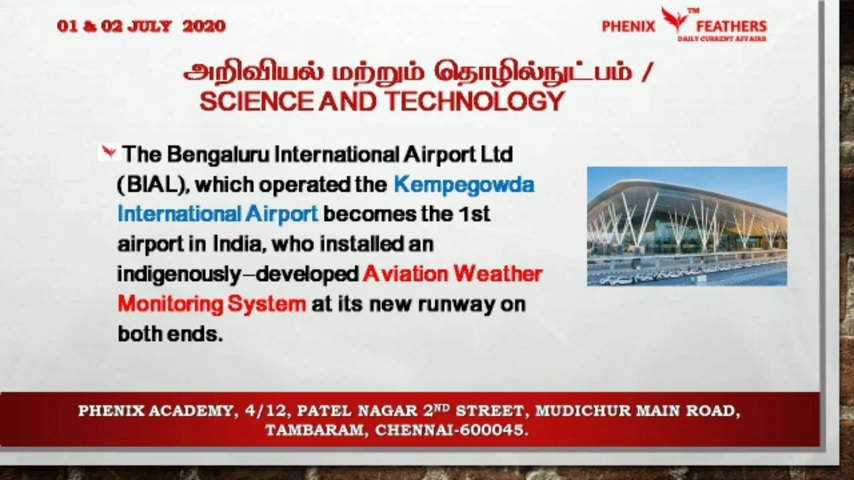 01 & 02 JULY 2020
PHENIX FEATHERS TM
DAILY CURRENT AFFAIRS
அறிவியல் மற்றும் தொழில்நுட்பம் /
SCIENCE AND TECHNOLOGY
The Bengaluru International Airport Ltd
(BIAL), which operated the Kempegowda
International Airport becomes the 1st
airport in India, who installed an
indigenously–developed Aviation Weather
Monitoring System at its new runway on
both ends.
PHENIX ACADEMY, 4/12, PATEL NAGAR 2ND STREET, MUDICHUR MAIN ROAD,
TAMBARAM, CHENNAI-600045.